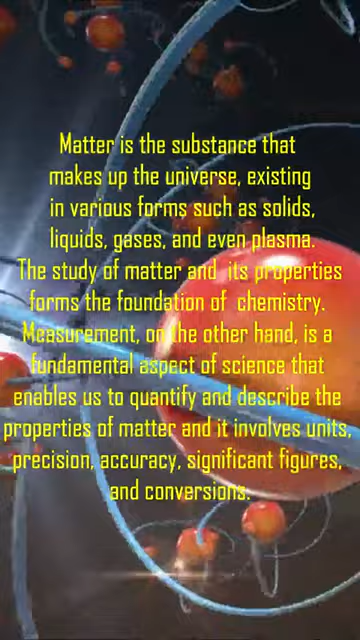 Matter is the substance that
makes up the universe, existing
in various forms such as solids,
liquids, gases, and even plasma.
The study of matter and its properties
forms the foundation of chemistry.
Measurement, on the other hand, is a
fundamental aspect of science that
enables us to quantify and describe the
properties of matter and it involves units,
precision, accuracy, significant figures,
and conversions.